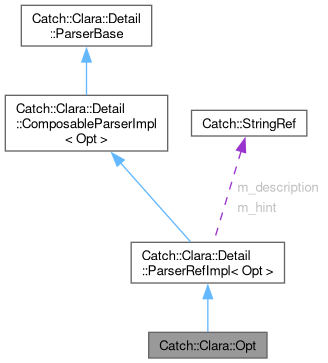 Catch::Clara::Detail
::ParserBase
Catch::Clara::Detail
::ComposableParserImpl
< Opt >
Catch::StringRef
m_description
m_hint
Catch::Clara::Detail
::ParserRefImpl< Opt >
Catch::Clara::Opt